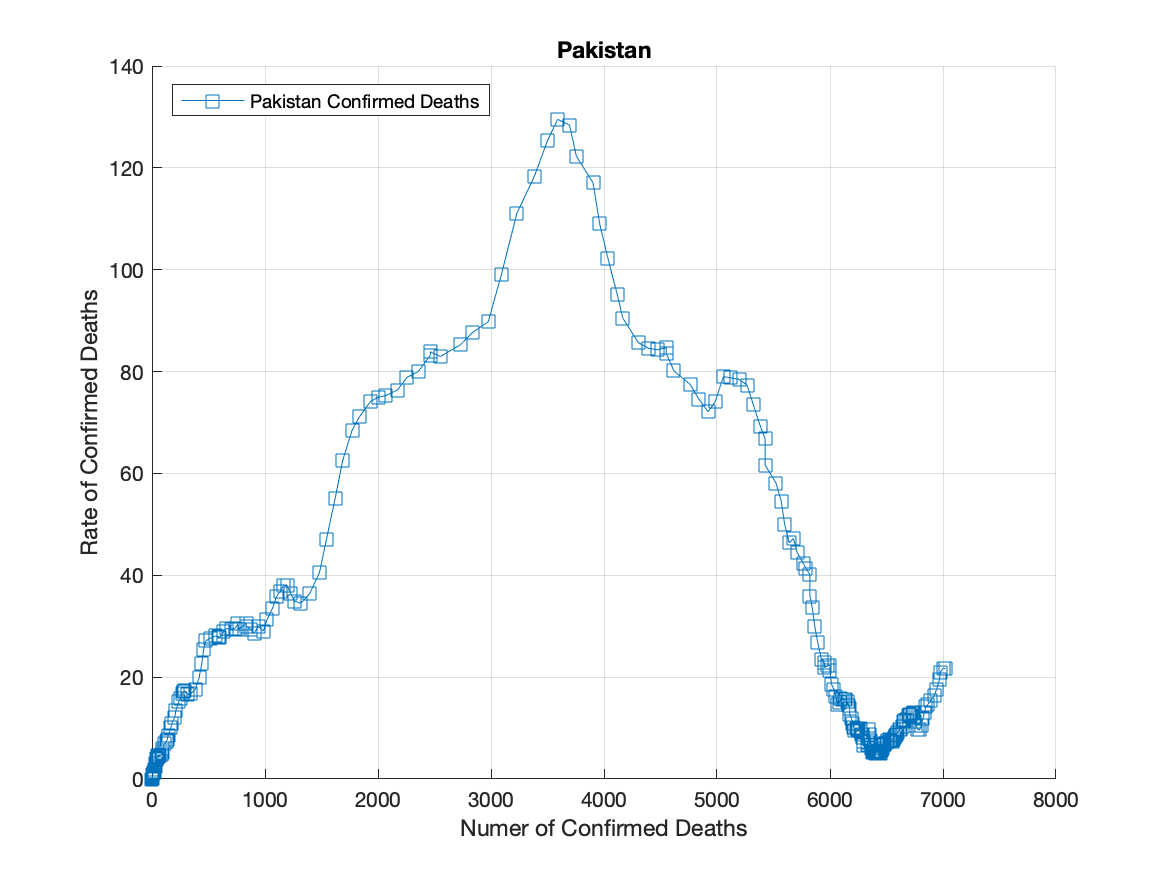 Pakistan
140
Pakistan Confirmed Deaths
120
100
80
60
40
20
0
Rate of Confirmed Deaths
0 1000 2000 3000 4000 5000 6000 7000 8000
Numer of Confirmed Deaths